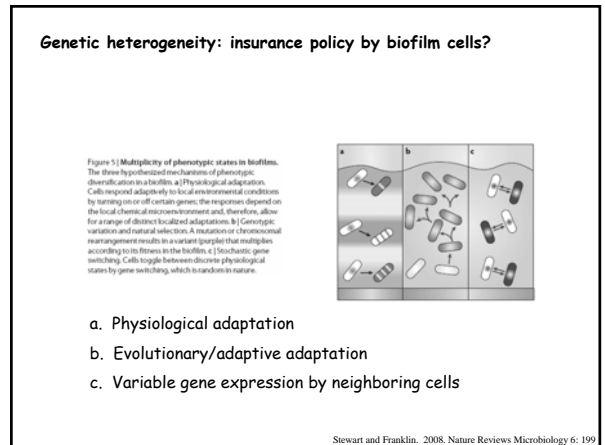 Genetic heterogeneity: insurance policy by biofilm cells?
Figure 5 | Multiplicity of phenotypic states in biofilms.
The three hypothesized mechanisms of phenotypic
diversification in a biofilm. a | Physiological adaptation.
Cells respond adaptively to local environmental conditions
by turning on or off certain genes; the responses depend on
the local chemical microenvironment and, therefore, allow
for a range of distinct localized adaptations. b | Genotypic
variation and natural selection. A mutation or chromosomal
rearrangement results in a variant (purple) that multiplies
according to its fitness in the biofilm. c | Stochastic gene
switching. Cells toggle between discrete physiological
states by gene switching, which is random in nature.
a b c
a. Physiological adaptation
b. Evolutionary/adaptive adaptation
c. Variable gene expression by neighboring cells
Stewart and Franklin. 2008. Nature Reviews Microbiology 6: 199